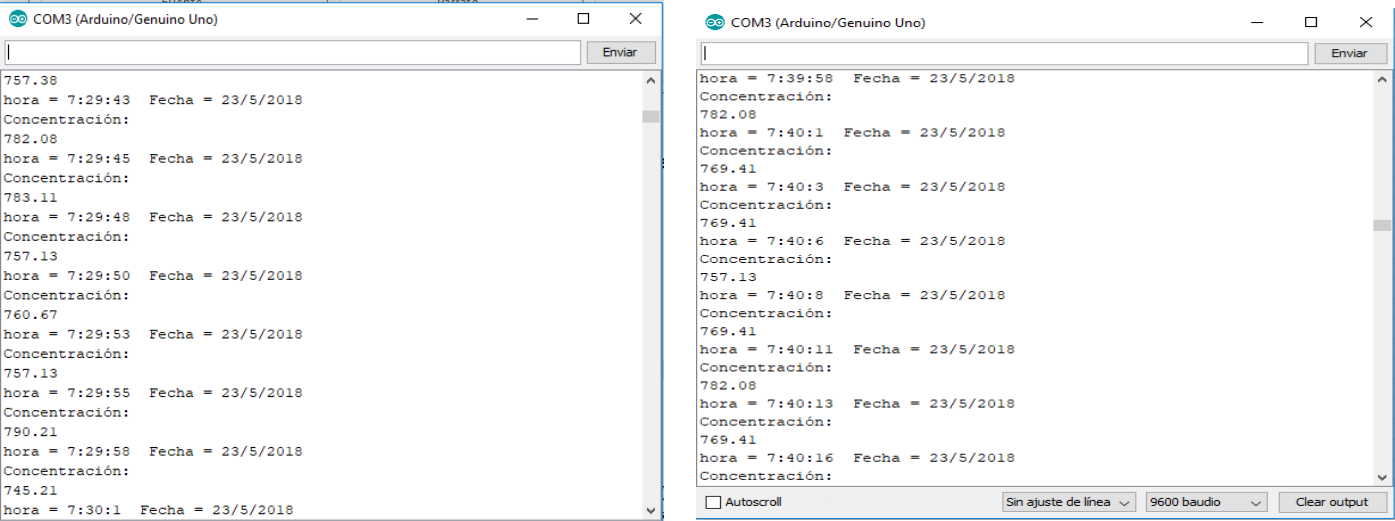 COM3 (Arduino/Genuino Uno)
Enviar
757.38
hora = 7:29:43  Fecha = 23/5/2018
Concentración:
782.08
hora = 7:29:45  Fecha = 23/5/2018
Concentración:
783.11
hora = 7:29:48  Fecha = 23/5/2018
Concentración:
757.13
hora = 7:29:50  Fecha = 23/5/2018
Concentración:
760.67
hora = 7:29:53  Fecha = 23/5/2018
Concentración:
757.13
hora = 7:29:55  Fecha = 23/5/2018
Concentración:
790.21
hora = 7:29:58  Fecha = 23/5/2018
Concentración:
745.21
hora = 7:30:1  Fecha = 23/5/2018
COM3 (Arduino/Genuino Uno)
Enviar
hora = 7:39:58  Fecha = 23/5/2018
Concentración:
782.08
hora = 7:40:1  Fecha = 23/5/2018
Concentración:
769.41
hora = 7:40:3  Fecha = 23/5/2018
Concentración:
769.41
hora = 7:40:6  Fecha = 23/5/2018
Concentración:
757.13
hora = 7:40:8  Fecha = 23/5/2018
Concentración:
769.41
hora = 7:40:11  Fecha = 23/5/2018
Concentración:
782.08
hora = 7:40:13  Fecha = 23/5/2018
Concentración:
769.41
hora = 7:40:16  Fecha = 23/5/2018
Concentración:
Autoscroll
Sin ajuste de línea
9600 baudio
Clear output